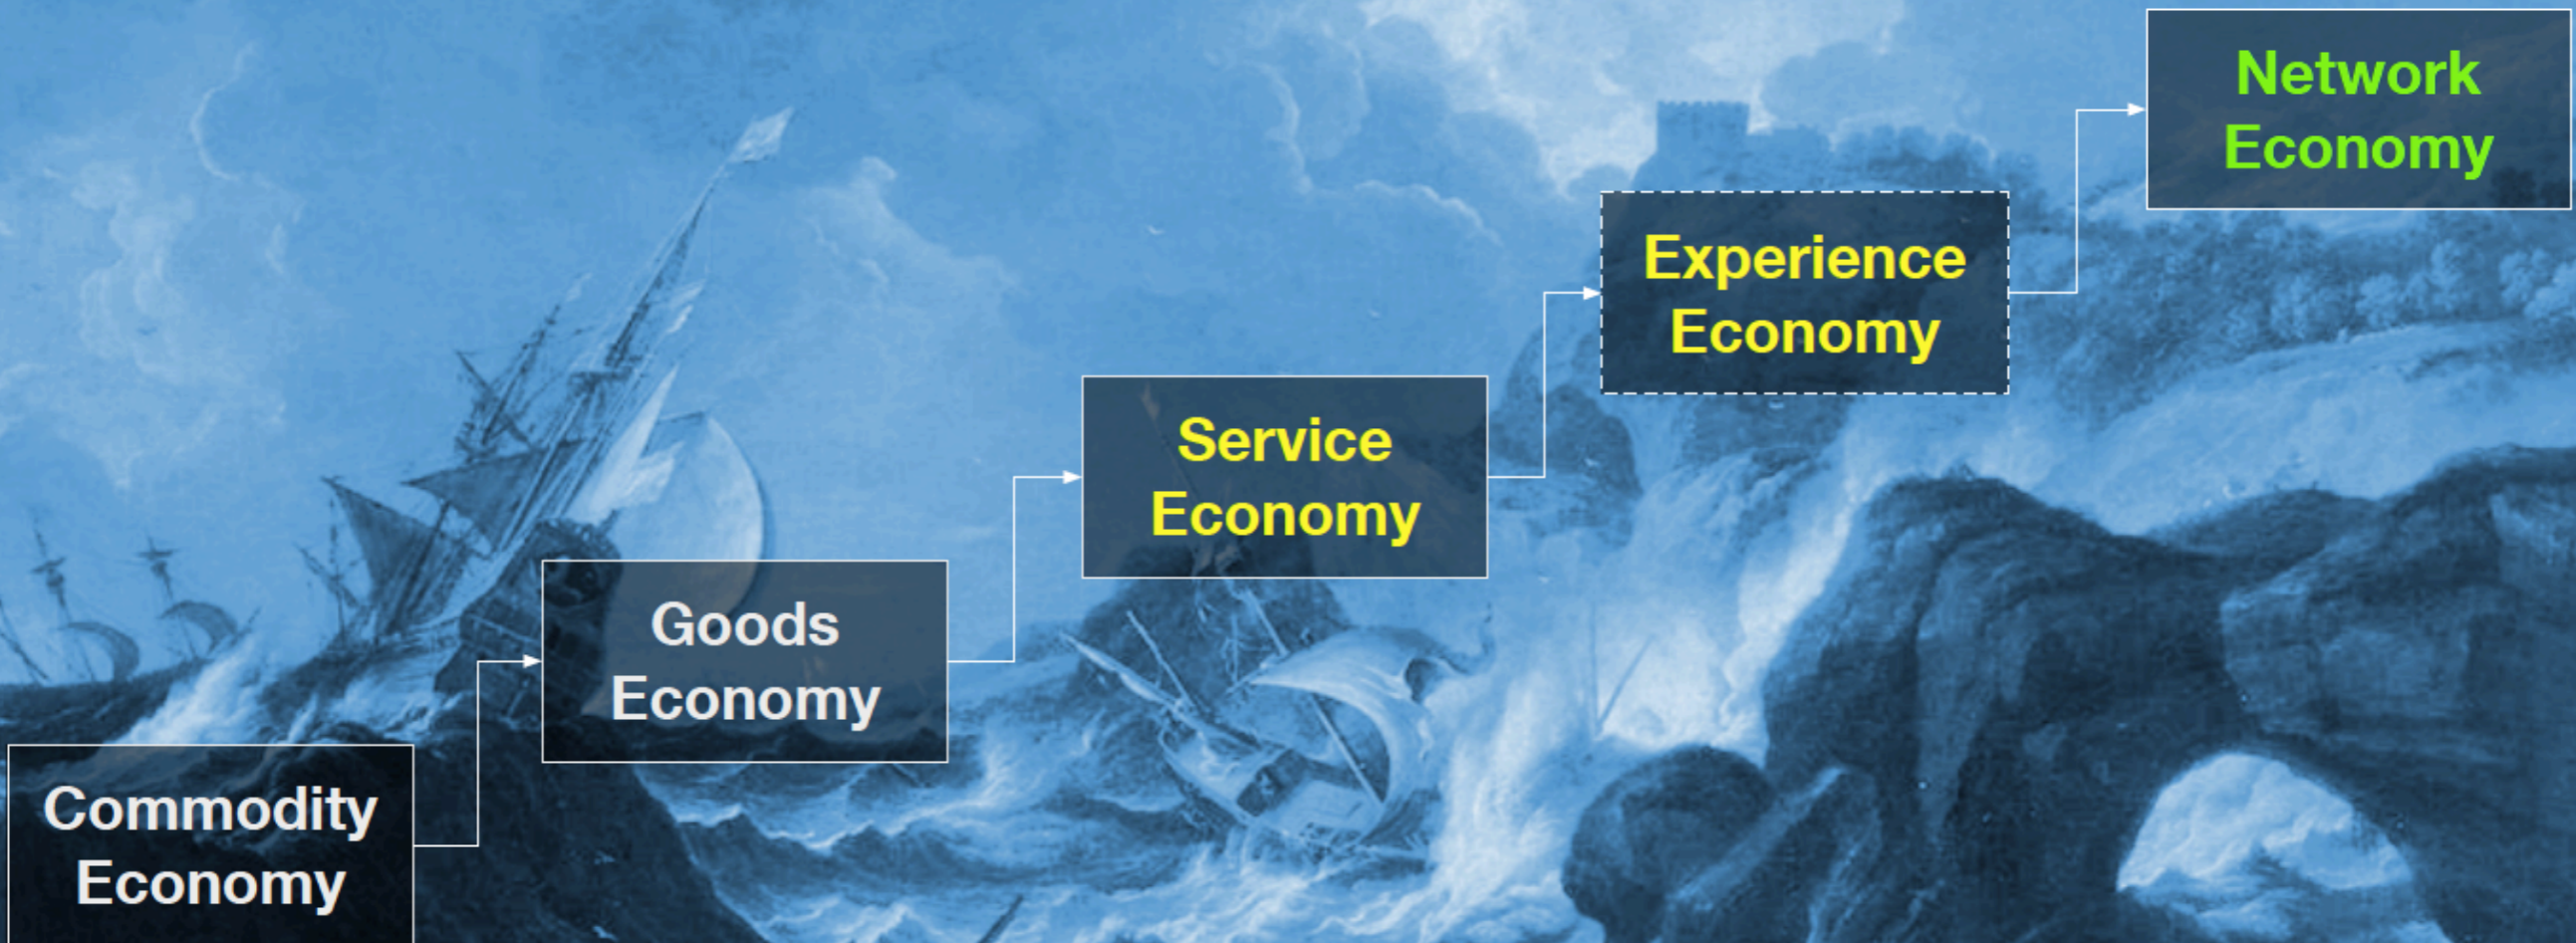 Commodity
Economy
Goods
Economy
Service
Economy
Experience
Economy
Network
Economy